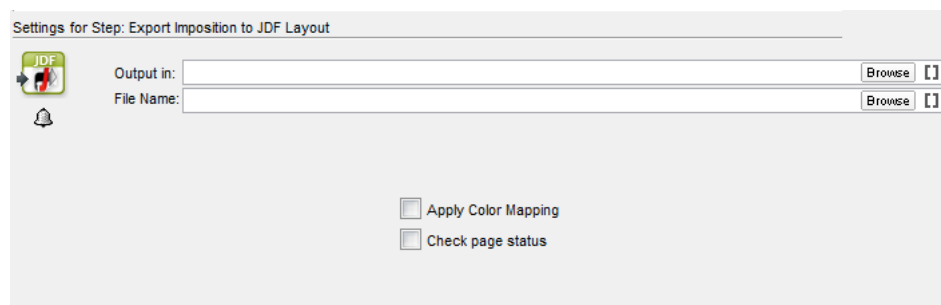 Settings for Step: Export Imposition to JDF Layout
JDF
Output in: Browse []
File Name: Browse []
Apply Color Mapping
Check page status